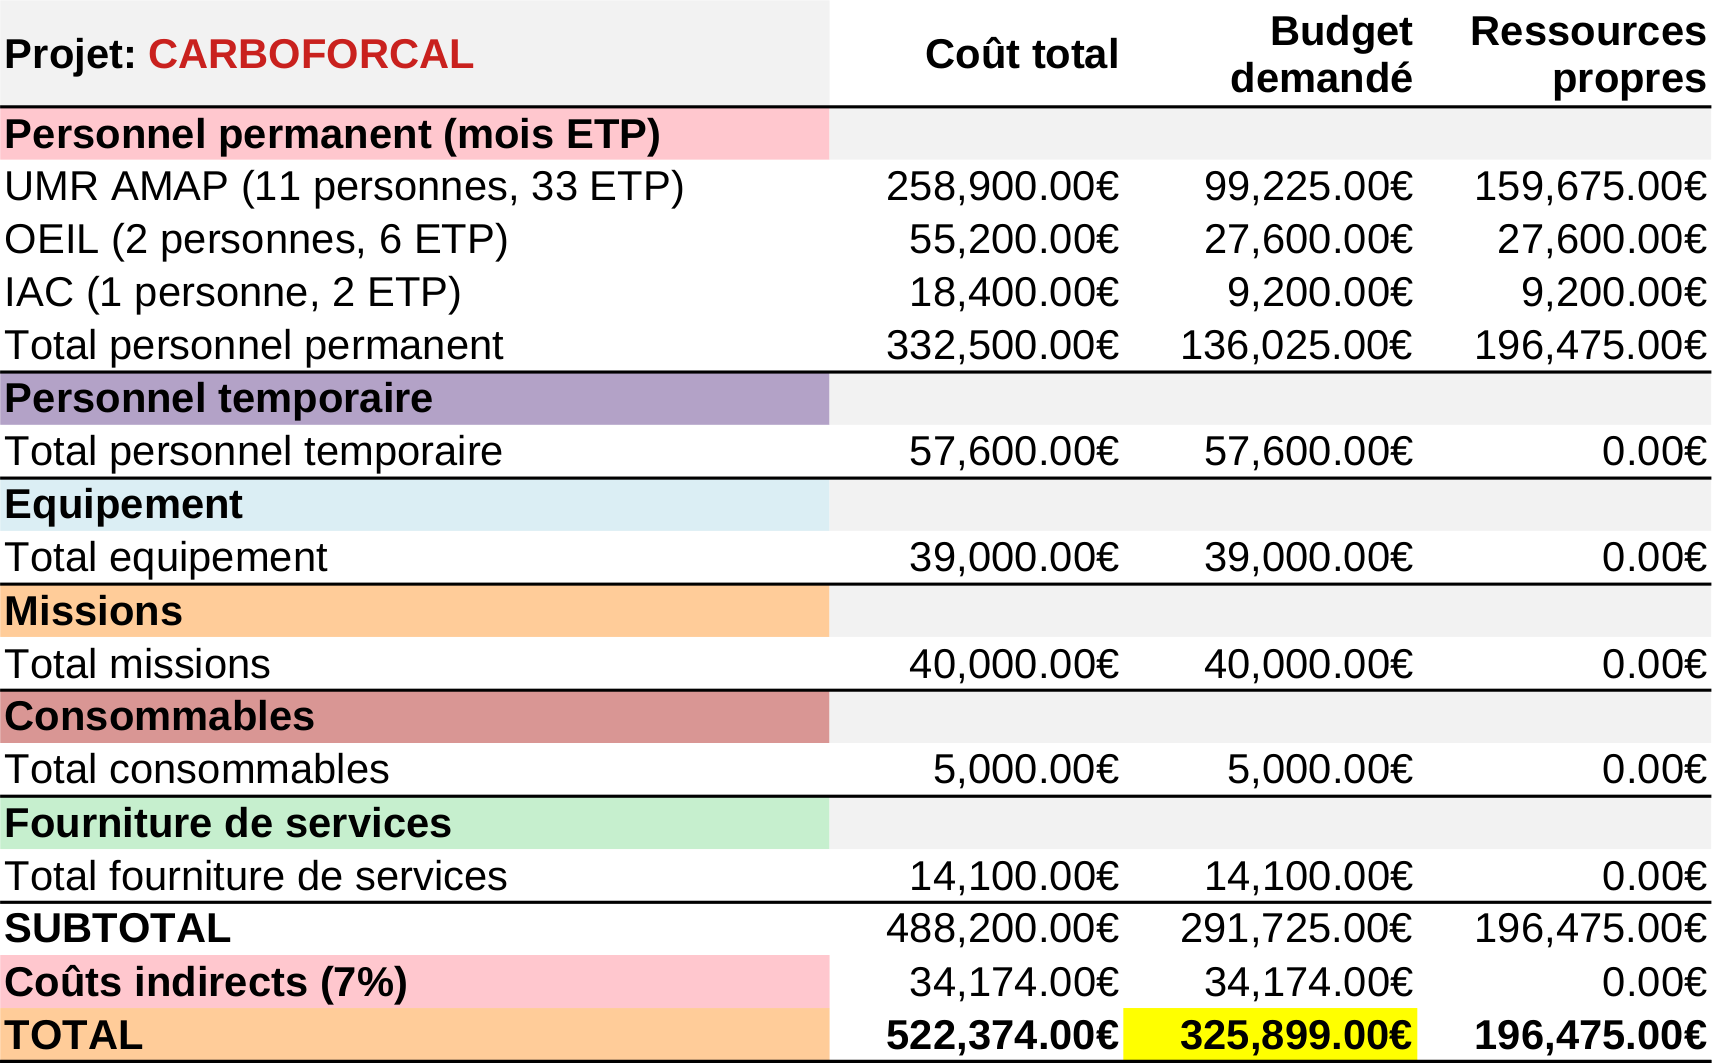 Projet: CARBOFORCAL Coût total Budget demandé Ressources propres
Personnel permanent (mois ETP)
UMR AMAP (11 personnes, 33 ETP) 258,900.00€ 99,225.00€ 159,675.00€
OEIL (2 personnes, 6 ETP) 55,200.00€ 27,600.00€ 27,600.00€
IAC (1 personne, 2 ETP) 18,400.00€ 9,200.00€ 9,200.00€
Total personnel permanent 332,500.00€ 136,025.00€ 196,475.00€
Personnel temporaire
Total personnel temporaire 57,600.00€ 57,600.00€ 0.00€
Equipement
Total equipement 39,000.00€ 39,000.00€ 0.00€
Missions
Total missions 40,000.00€ 40,000.00€ 0.00€
Consommables
Total consommables 5,000.00€ 5,000.00€ 0.00€
Fourniture de services
Total fourniture de services 14,100.00€ 14,100.00€ 0.00€
SUBTOTAL 488,200.00€ 291,725.00€ 196,475.00€
Coûts indirects (7%) 34,174.00€ 34,174.00€ 0.00€
TOTAL 522,374.00€ 325,899.00€ 196,475.00€